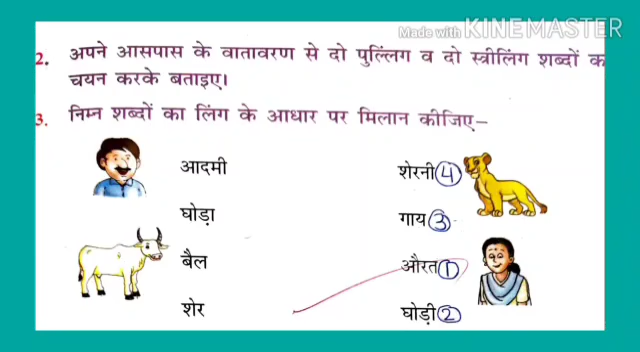 Made with KINEMASTER
2. अपने आसपास के वातावरण से दो पुल्लिंग व दो स्त्रीलिंग शब्दों क
चयन करके बताइए।
3. निम्न शब्दों का लिंग के आधार पर मिलान कीजिए–
आदमी शेरनी 4
घोड़ा गाय 3
बैल औरत 1
शेर घोड़ी 2